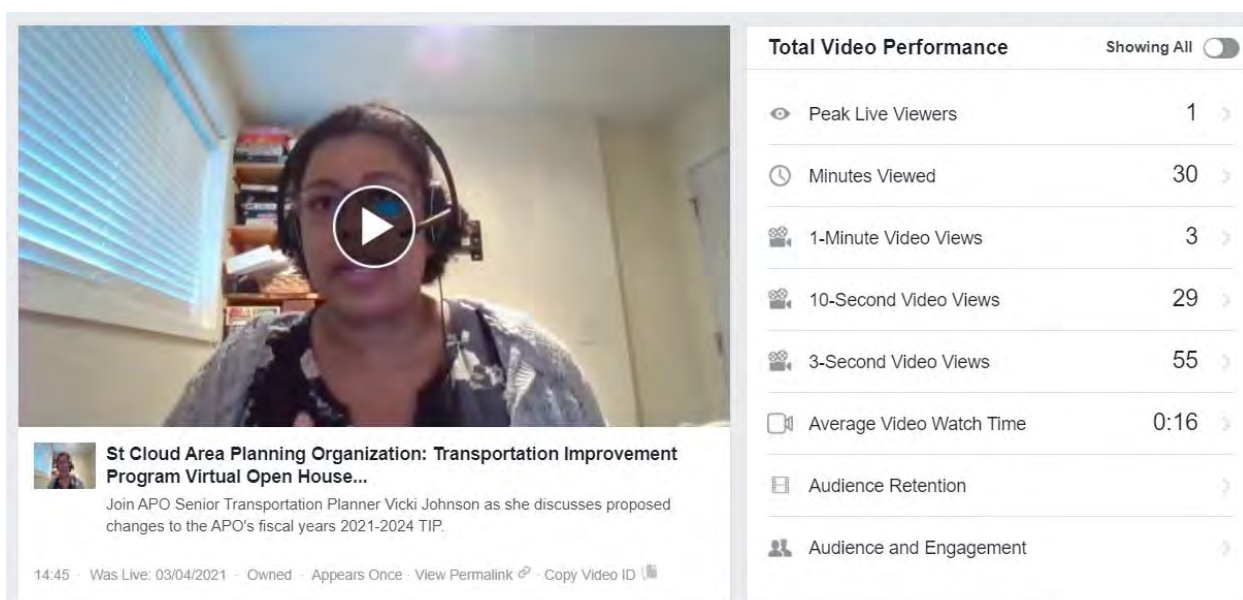 Total Video Performance
Showing All
Peak Live Viewers 1
Minutes Viewed 30
1-Minute Video Views 3
10-Second Video Views 29
3-Second Video Views 55
Average Video Watch Time 0:16
Audience Retention
Audience and Engagement
St Cloud Area Planning Organization: Transportation Improvement
Program Virtual Open House...
Join APO Senior Transportation Planner Vicki Johnson as she discusses proposed
changes to the APO's fiscal years 2021-2024 TIP.
14:45 · Was Live: 03/04/2021 · Owned · Appears Once · View Permalink · Copy Video ID